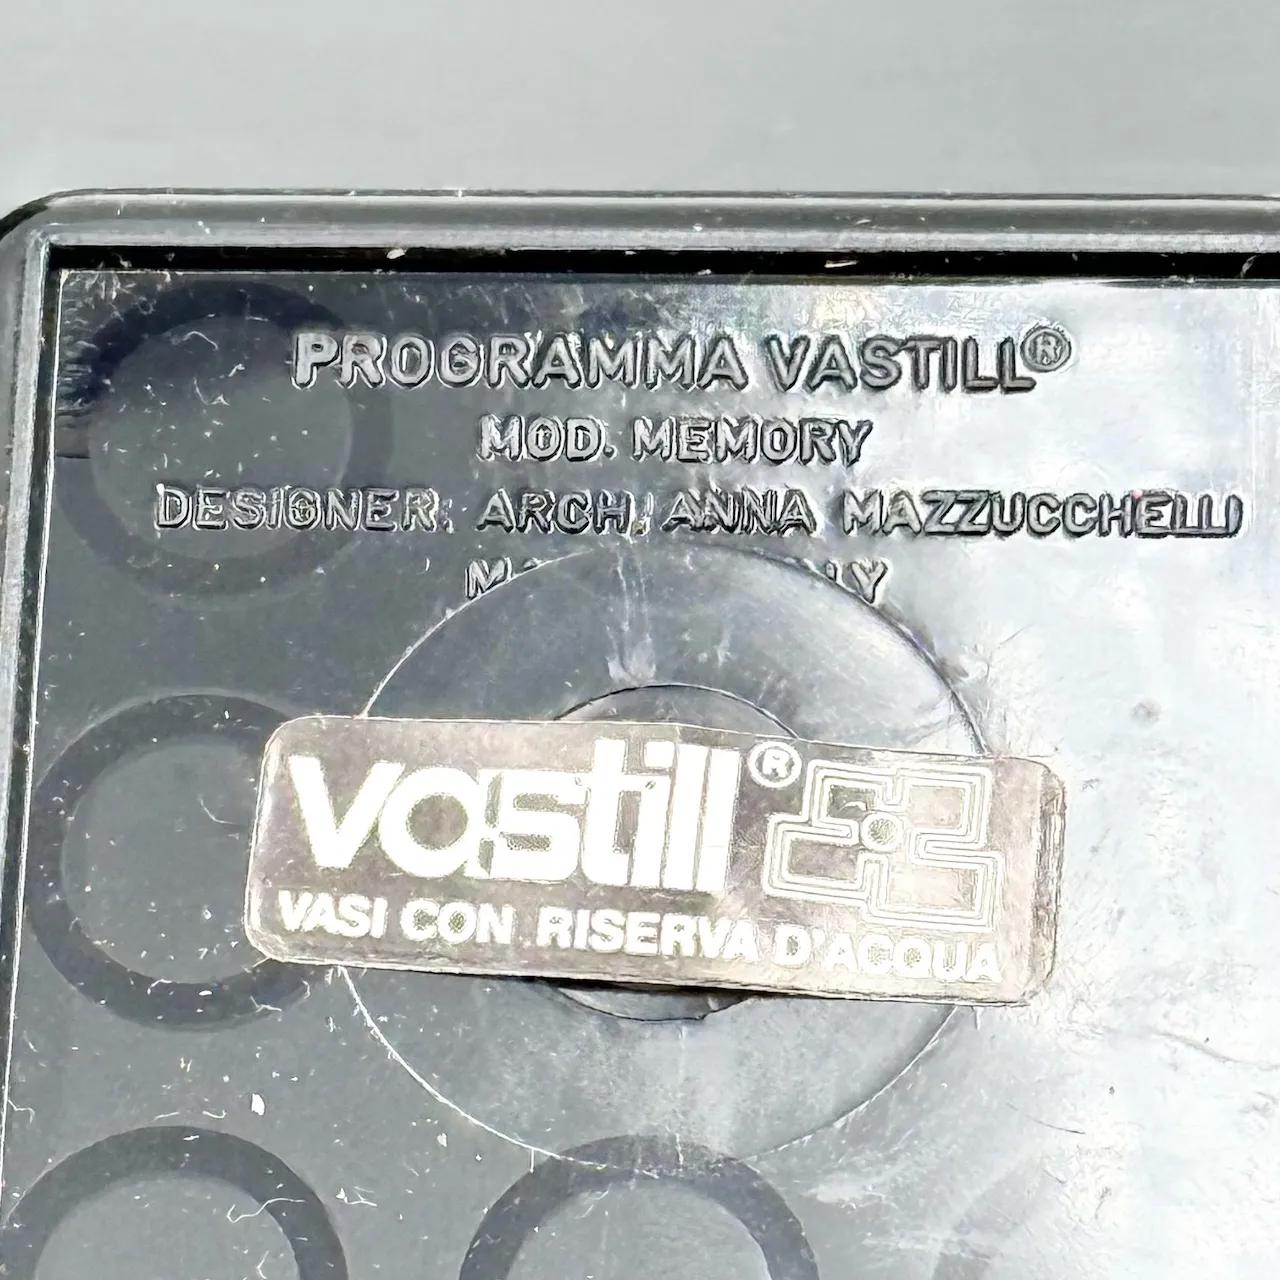 PROGRAMMA VASTILL®
MOD. MEMORY
DESIGNER: ARCH. ANNA MAZZUCCHELLI
vastill®
VASI CON RISERVA D'ACQUA